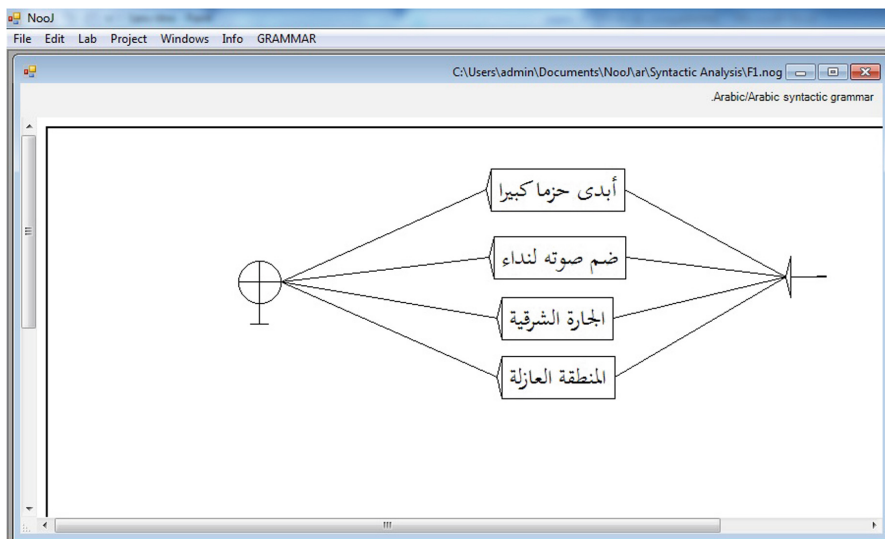 NooJ
File Edit Lab Project Windows Info GRAMMAR
C:\Users\admin\Documents\NooJ\ar\Syntactic Analysis\F1.nog
.Arabic/Arabic syntactic grammar
أبدى حزما كبيرا
ضم صوته لنداء
الجارة الشرقية
المنطقة العازلة